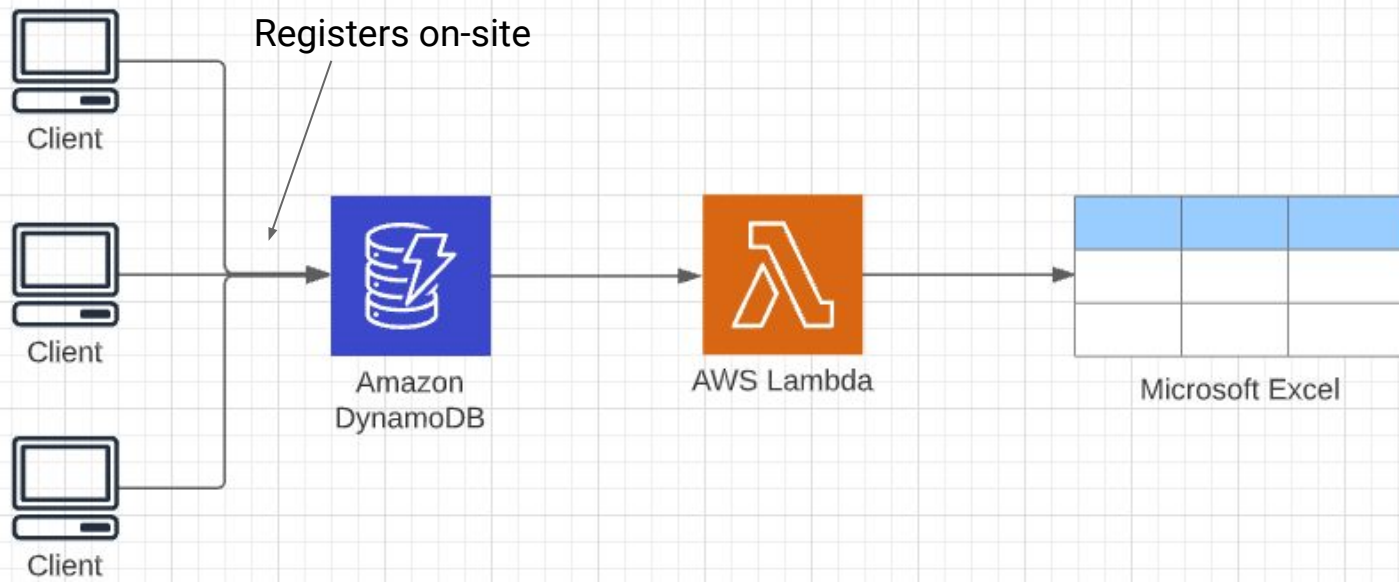 Registers on-site
Client
Client
Amazon
DynamoDB
AWS Lambda
Microsoft Excel
Client